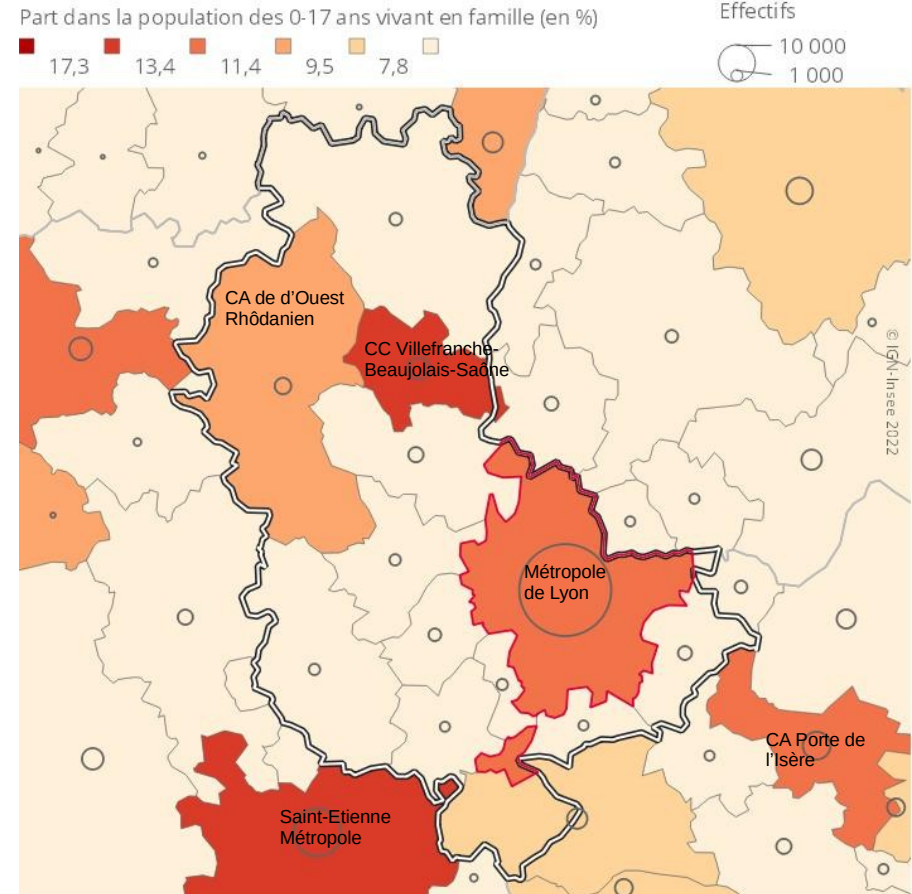 Part dans la population des 0-17 ans vivant en famille (en %)
17,3 13,4 11,4 9,5 7,8
Effectifs
10 000
1 000
CA de d’Ouest
Rhôdanien
CC Villefranche-
Beaujolais-Saône
© IGN-Insee 2022
Métropole
de Lyon
CA Porte de
l’Isère
Saint-Etienne
Métropole